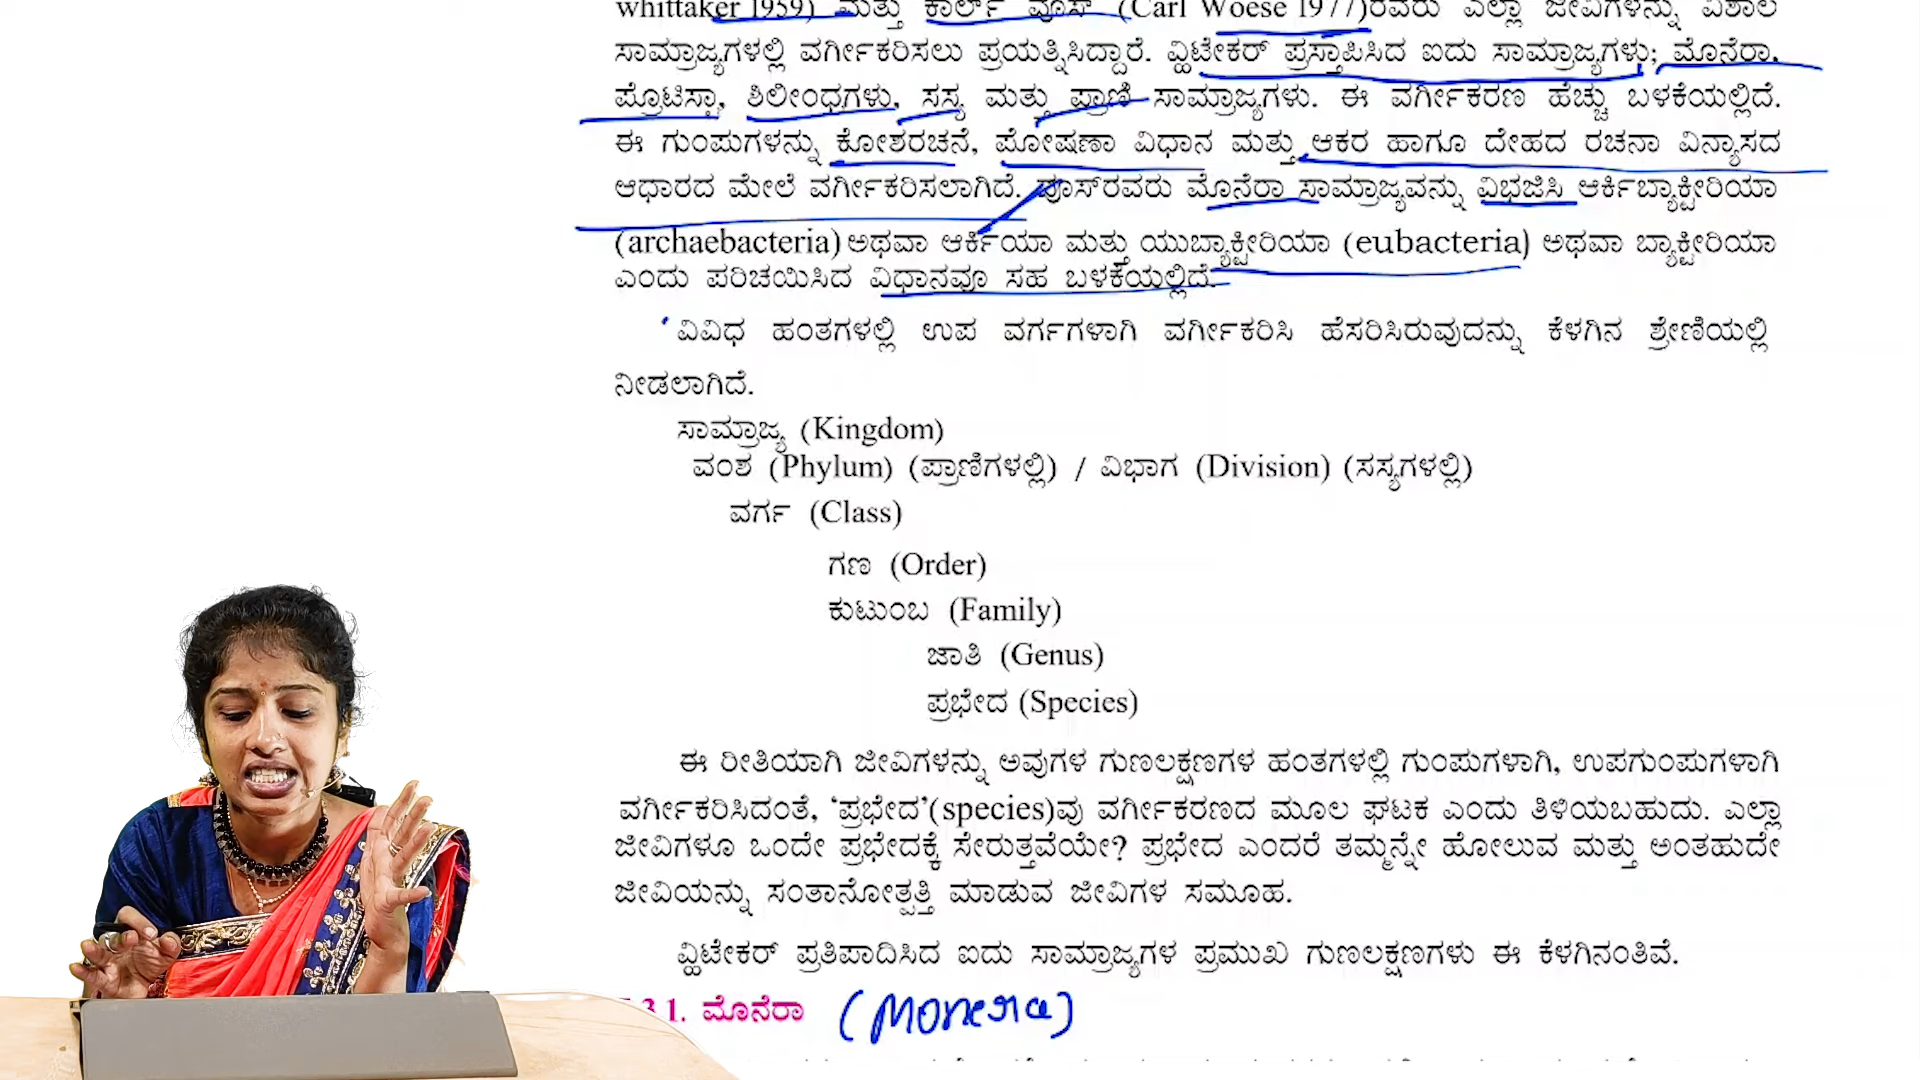 whittaker 1959) ಮತ್ತು ಕಾರ್ಲ್ ವೂಸ್ (Carl Woese 1977)ರವರು ಎಲ್ಲಾ ಜೀವಿಗಳನ್ನು ವಿಶಾಲ
ಸಾಮ್ರಾಜ್ಯಗಳಲ್ಲಿ ವರ್ಗೀಕರಿಸಲು ಪ್ರಯತ್ನಿಸಿದ್ದಾರೆ. ವ್ಹಿಟೇಕರ್ ಪ್ರಸ್ತಾಪಿಸಿದ ಐದು ಸಾಮ್ರಾಜ್ಯಗಳು; ಮೊನೆರಾ,
ಪ್ರೊಟಿಸ್ಟಾ, ಶಿಲೀಂಧ್ರಗಳು, ಸಸ್ಯ ಮತ್ತು ಪ್ರಾಣಿ ಸಾಮ್ರಾಜ್ಯಗಳು. ಈ ವರ್ಗೀಕರಣ ಹೆಚ್ಚು ಬಳಕೆಯಲ್ಲಿದೆ.
ಈ ಗುಂಪುಗಳನ್ನು ಕೋಶರಚನೆ, ಪೋಷಣಾ ವಿಧಾನ ಮತ್ತು ಆಕರ ಹಾಗೂ ದೇಹದ ರಚನಾ ವಿನ್ಯಾಸದ
ಆಧಾರದ ಮೇಲೆ ವರ್ಗೀಕರಿಸಲಾಗಿದೆ. ವೂಸ್‌ರವರು ಮೊನೆರಾ ಸಾಮ್ರಾಜ್ಯವನ್ನು ವಿಭಜಿಸಿ ಆರ್ಕಿಬ್ಯಾಕ್ಟೀರಿಯಾ
(archaebacteria) ಅಥವಾ ಆರ್ಕಿಯಾ ಮತ್ತು ಯುಬ್ಯಾಕ್ಟೀರಿಯಾ (eubacteria) ಅಥವಾ ಬ್ಯಾಕ್ಟೀರಿಯಾ
ಎಂದು ಪರಿಚಯಿಸಿದ ವಿಧಾನವೂ ಸಹ ಬಳಕೆಯಲ್ಲಿದೆ.
ವಿವಿಧ ಹಂತಗಳಲ್ಲಿ ಉಪ ವರ್ಗಗಳಾಗಿ ವರ್ಗೀಕರಿಸಿ ಹೆಸರಿಸಿರುವುದನ್ನು ಕೆಳಗಿನ ಶ್ರೇಣಿಯಲ್ಲಿ
ನೀಡಲಾಗಿದೆ.
ಸಾಮ್ರಾಜ್ಯ (Kingdom)
ವಂಶ (Phylum) (ಪ್ರಾಣಿಗಳಲ್ಲಿ) / ವಿಭಾಗ (Division) (ಸಸ್ಯಗಳಲ್ಲಿ)
ವರ್ಗ (Class)
ಗಣ (Order)
ಕುಟುಂಬ (Family)
ಜಾತಿ (Genus)
ಪ್ರಭೇದ (Species)
ಈ ರೀತಿಯಾಗಿ ಜೀವಿಗಳನ್ನು ಅವುಗಳ ಗುಣಲಕ್ಷಣಗಳ ಹಂತಗಳಲ್ಲಿ ಗುಂಪುಗಳಾಗಿ, ಉಪಗುಂಪುಗಳಾಗಿ
ವರ್ಗೀಕರಿಸಿದಂತೆ, ‘ಪ್ರಭೇದ’(species)ವು ವರ್ಗೀಕರಣದ ಮೂಲ ಘಟಕ ಎಂದು ತಿಳಿಯಬಹುದು. ಎಲ್ಲಾ
ಜೀವಿಗಳೂ ಒಂದೇ ಪ್ರಭೇದಕ್ಕೆ ಸೇರುತ್ತವೆಯೇ? ಪ್ರಭೇದ ಎಂದರೆ ತಮ್ಮನ್ನೇ ಹೋಲುವ ಮತ್ತು ಅಂತಹುದೇ
ಜೀವಿಯನ್ನು ಸಂತಾನೋತ್ಪತ್ತಿ ಮಾಡುವ ಜೀವಿಗಳ ಸಮೂಹ.
ವ್ಹಿಟೇಕರ್ ಪ್ರತಿಪಾದಿಸಿದ ಐದು ಸಾಮ್ರಾಜ್ಯಗಳ ಪ್ರಮುಖ ಗುಣಲಕ್ಷಣಗಳು ಈ ಕೆಳಗಿನಂತಿವೆ.
3.1. ಮೊನೆರಾ (Monera)